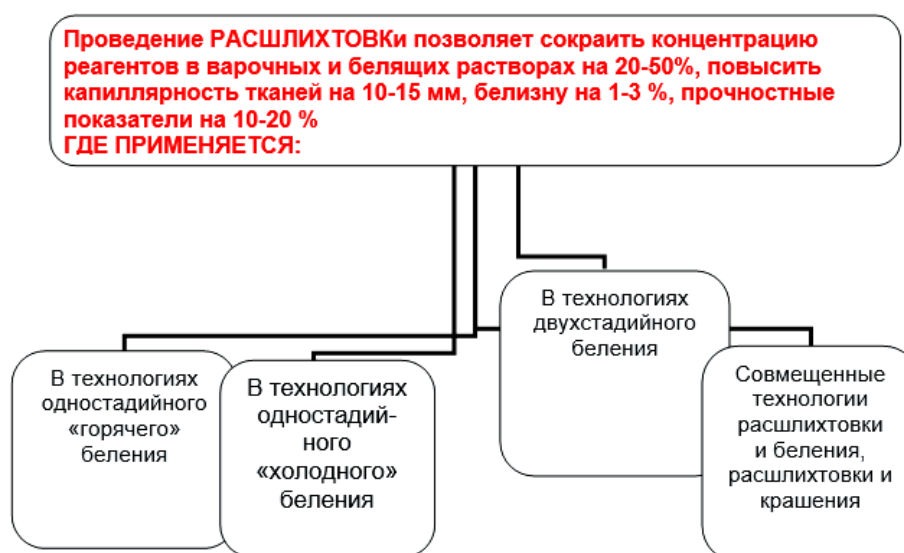 Проведение РАСШЛИХТОВКи позволяет сокраить концентрацию
реагентов в варочных и белящих растворах на 20-50%, повысить
капиллярность тканей на 10-15 мм, белизну на 1-3 %, прочностные
показатели на 10-20 %
ГДЕ ПРИМЕНЯЕТСЯ:
В технологиях
одностадийного
«горячего»
беления
В технологиях
одностадий-
ного
«холодного»
беления
В технологиях
двухстадийного
беления
Совмещенные
технологии
расшлихтовки
и беления,
расшлихтовки и
крашения